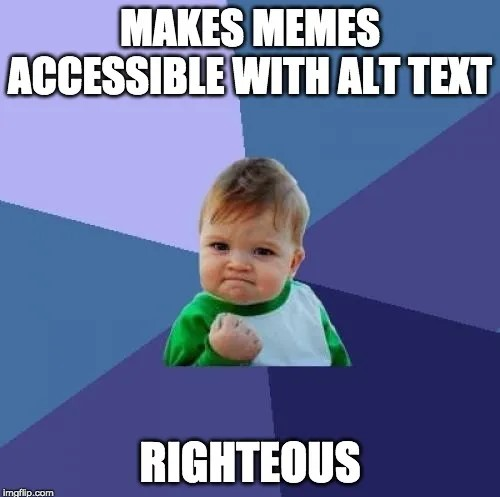 MAKES MEMES
ACCESSIBLE WITH ALT TEXT
RIGHTEOUS
imgflip.com